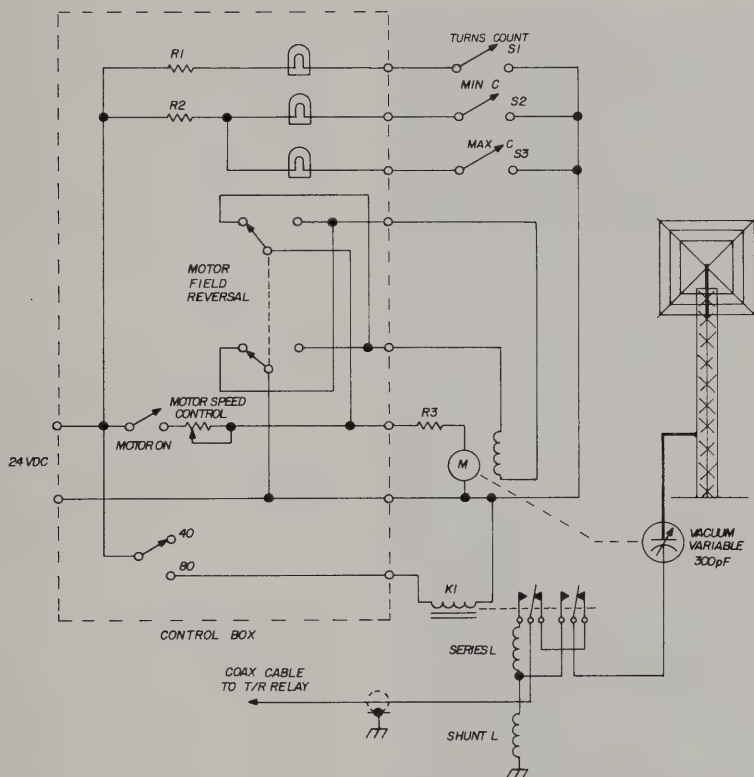 R1
TURNS COUNT
S1
R2
MIN C
S2
MAX C
S3
MOTOR
FIELD
REVERSAL
MOTOR SPEED
CONTROL
R3
MOTOR ON
24 VDC
M
VACUUM
VARIABLE
300pF
40
80
K1
CONTROL BOX
SERIES L
COAX CABLE
TO T/R RELAY
SHUNT L